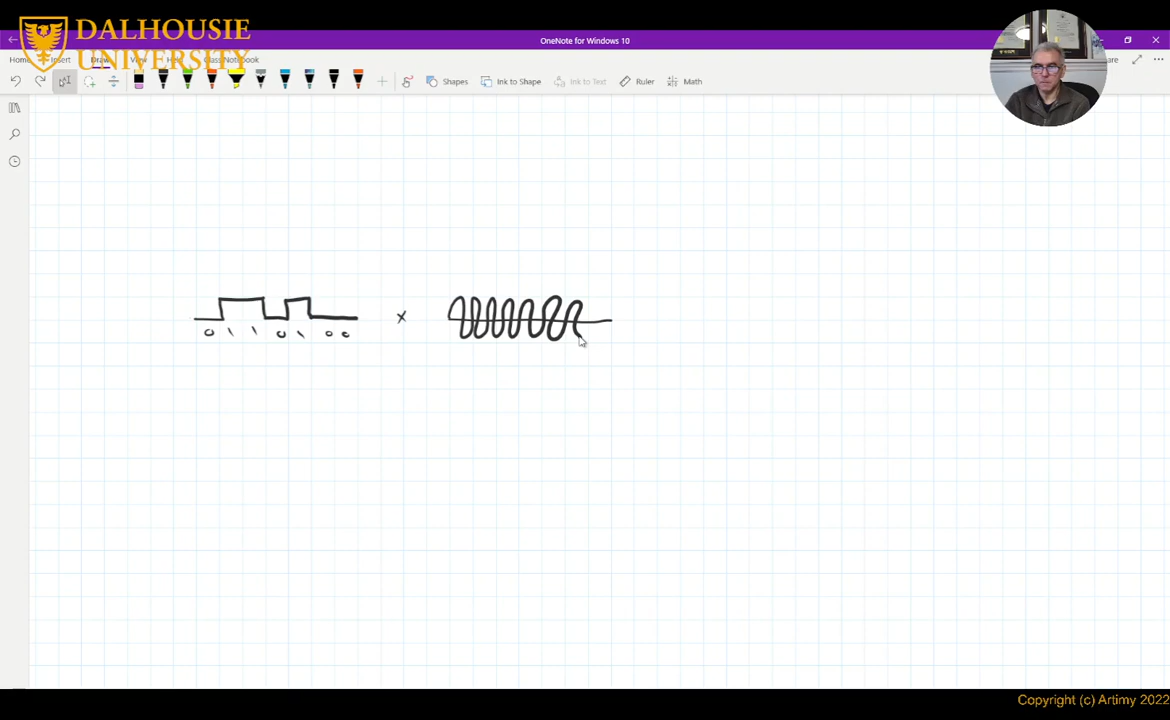 DALHOUSIE
UNIVERSITY
OneNote for Windows 10
Home Insert Draw View Help Class Notebook
Shapes Ink to Shape Ink to Text Ruler Math
x
0 1 1 0 1 0 0
Copyright (c) Artimy 2022